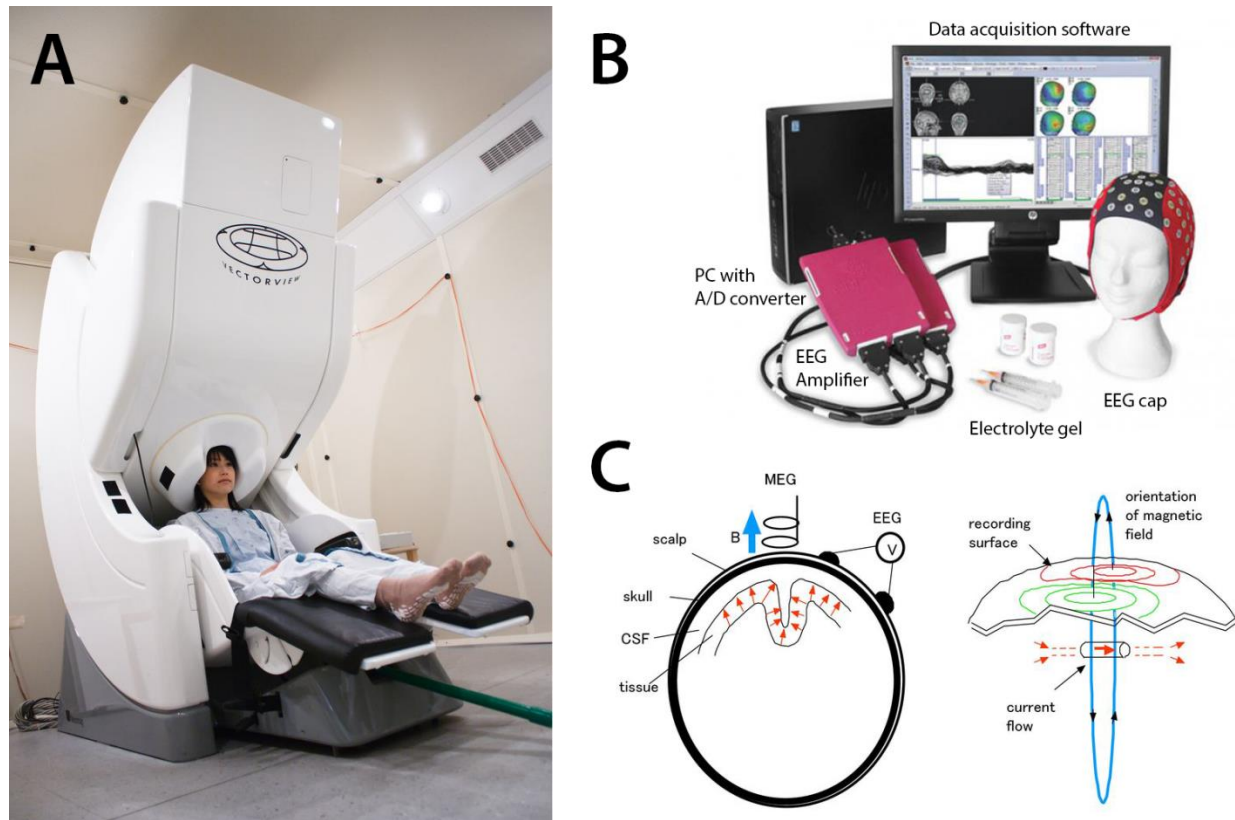 A
VECTORVIEW
B
Data acquisition software
PC with
A/D converter
EEG
Amplifier
Electrolyte gel
EEG cap
C
MEG
B
EEG
V
scalp
skull
CSF
tissue
orientation
of magnetic
field
recording
surface
current
flow